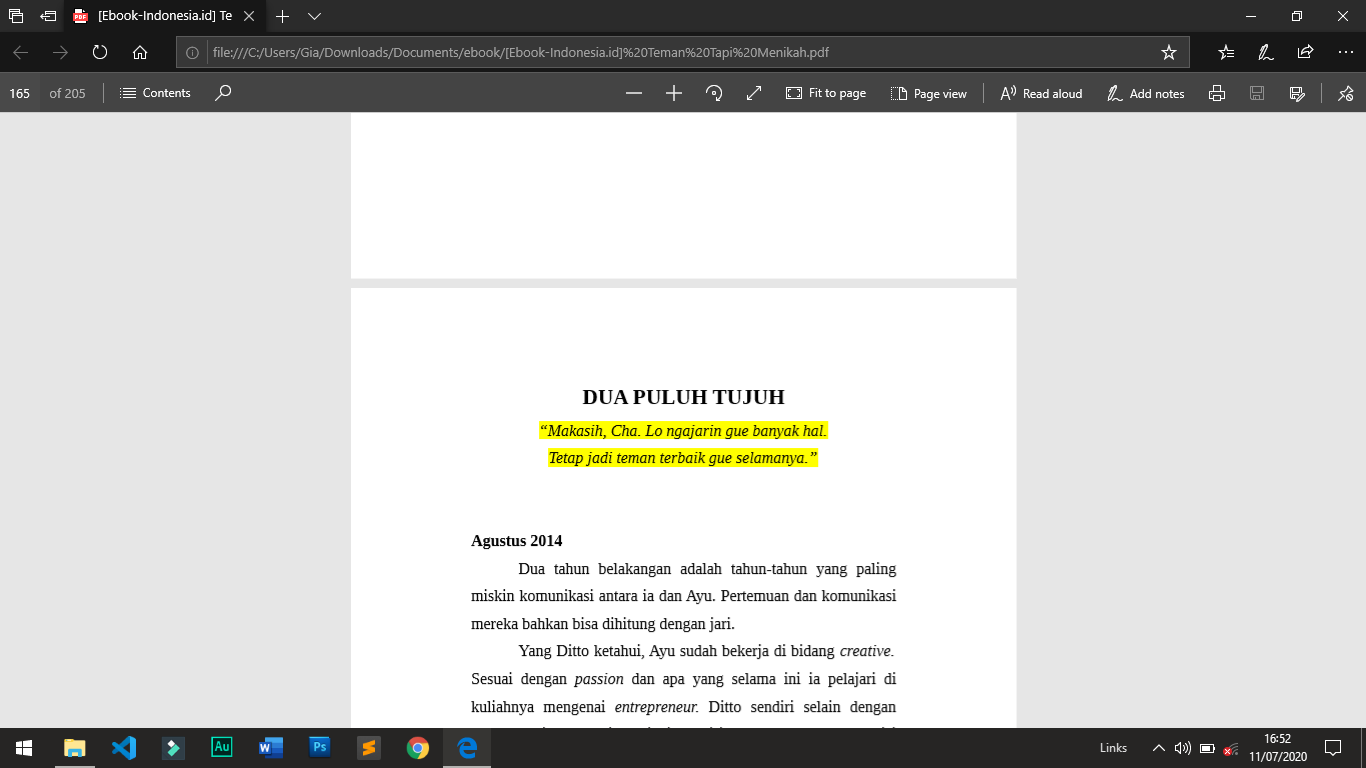 [Ebook-Indonesia.id] Te
file:///C:/Users/Gia/Downloads/Documents/ebook/[Ebook-Indonesia.id]%20Teman%20Tapi%20Menikah.pdf
165 of 205 Contents Fit to page Page view Read aloud Add notes
DUA PULUH TUJUH
“Makasih, Cha. Lo ngajarin gue banyak hal.
Tetap jadi teman terbaik gue selamanya.”
Agustus 2014
Dua tahun belakangan adalah tahun-tahun yang paling
miskin komunikasi antara ia dan Ayu. Pertemuan dan komunikasi
mereka bahkan bisa dihitung dengan jari.
Yang Ditto ketahui, Ayu sudah bekerja di bidang creative.
Sesuai dengan passion dan apa yang selama ini ia pelajari di
kuliahnya mengenai entrepreneur. Ditto sendiri selain dengan
Au W Ps
Links 16:52
11/07/2020